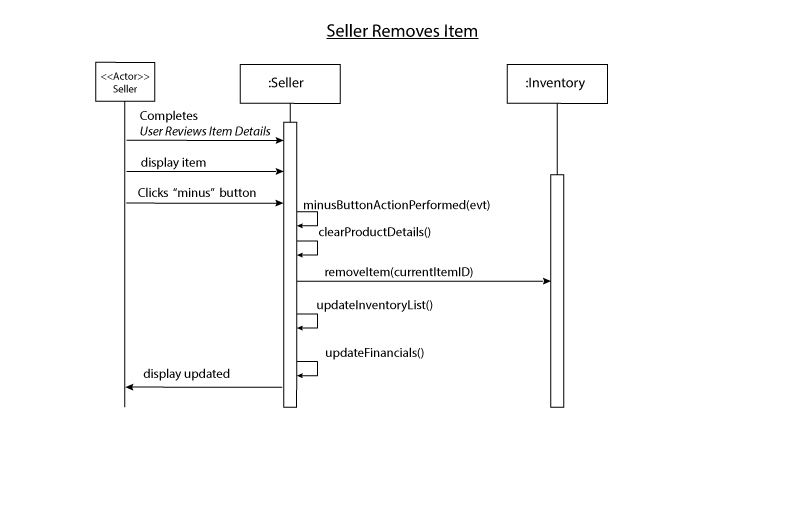 Seller Removes Item
<<Actor>>
Seller
:Seller
:Inventory
Completes
User Reviews Item Details
display item
Clicks “minus” button
minusButtonActionPerformed(evt)
clearProductDetails()
removeItem(currentItemID)
updateInventoryList()
updateFinancials()
display updated